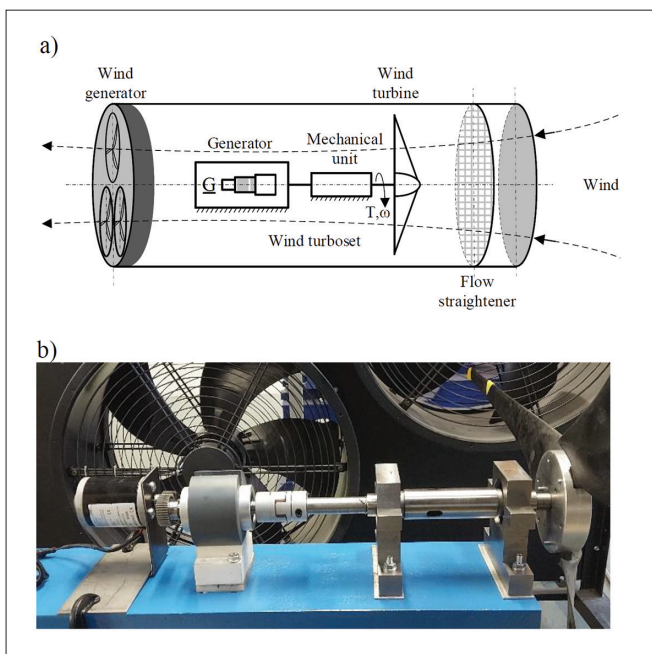 a)
Wind
generator
Wind
turbine
Generator
Mechanical
unit
G
T,ω
Wind
Wind turboset
Flow
straightener
b)